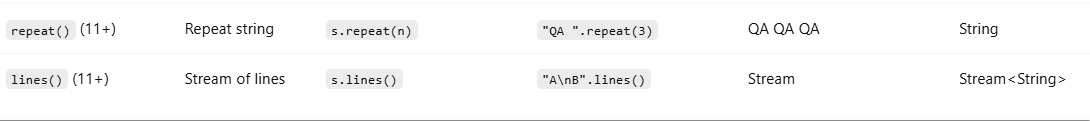 repeat() (11+) Repeat string s.repeat(n) "QA ".repeat(3) QA QA QA String
lines() (11+) Stream of lines s.lines() "A\nB".lines() Stream Stream<String>